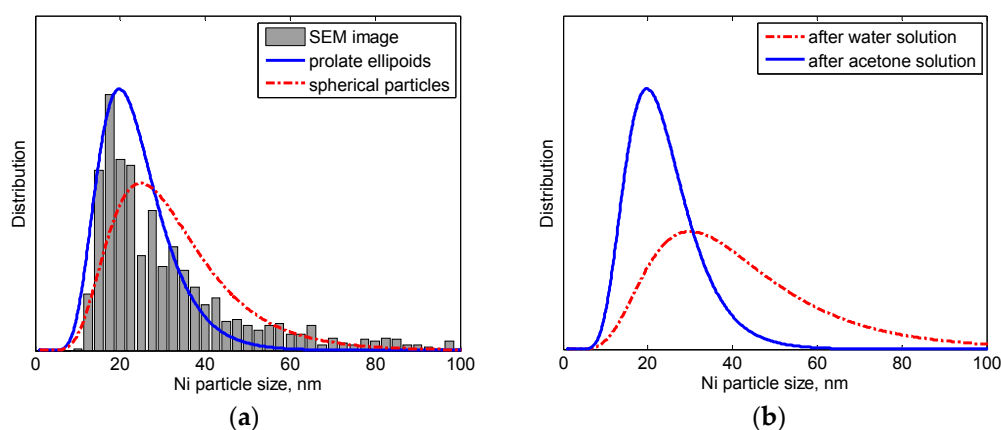 SEM image
prolate ellipoids
spherical particles
Distribution
0 20 40 60 80 100
Ni particle size, nm
(a)
after water solution
after acetone solution
Distribution
0 20 40 60 80 100
Ni particle size, nm
(b)